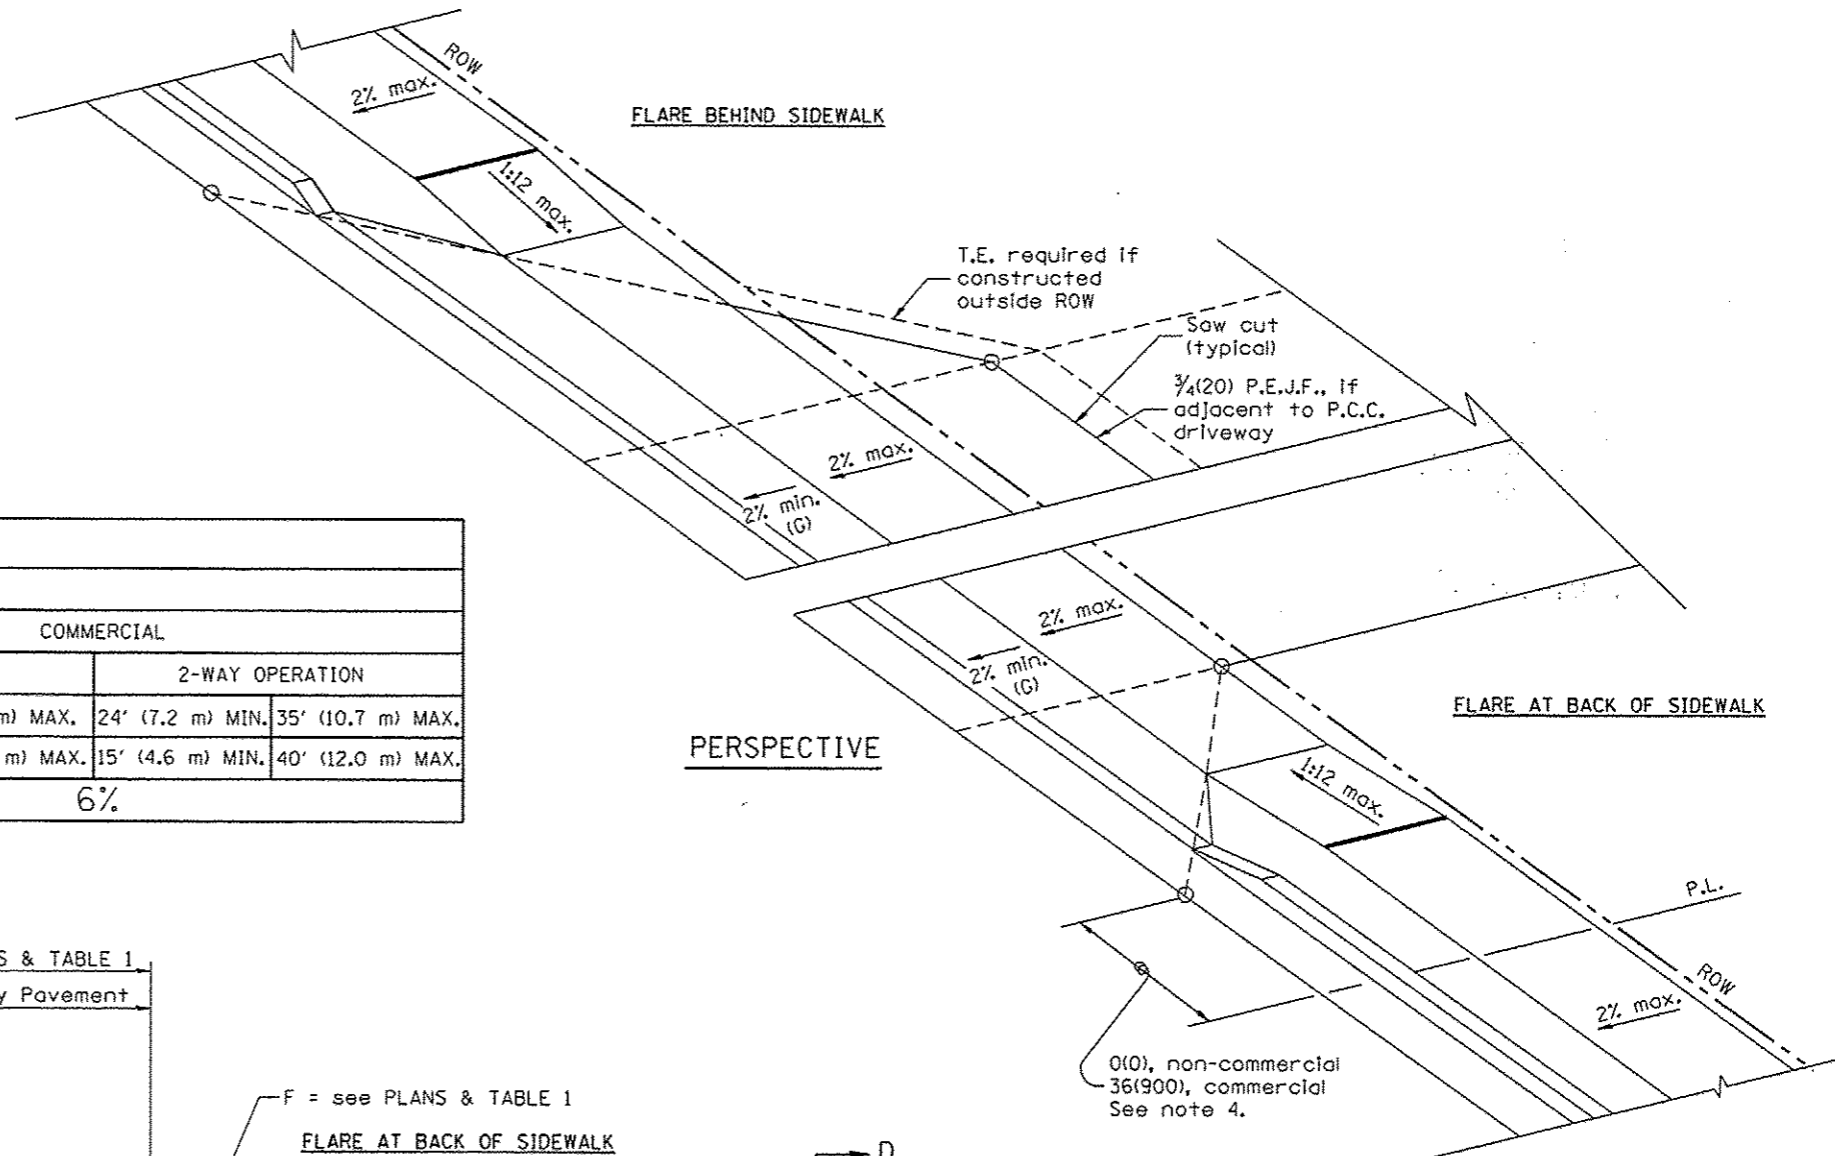 ROW
2% max.
FLARE BEHIND SIDEWALK
1:12 max.
T.E. required if
constructed
outside ROW
Saw cut
(typical)
3/4(20) P.E.J.F., if
adjacent to P.C.C.
driveway
2% max.
2% min.
(G)
COMMERCIAL
2-WAY OPERATION
m) MAX. 24' (7.2 m) MIN. 35' (10.7 m) MAX.
m) MAX. 15' (4.6 m) MIN. 40' (12.0 m) MAX.
6%
2% max.
2% min.
(G)
FLARE AT BACK OF SIDEWALK
PERSPECTIVE
1:12 max.
P.L.
ROW
2% max.
0(0), non-commercial
36(900), commercial
See note 4.
S & TABLE 1
y Pavement
F = see PLANS & TABLE 1
FLARE AT BACK OF SIDEWALK
D